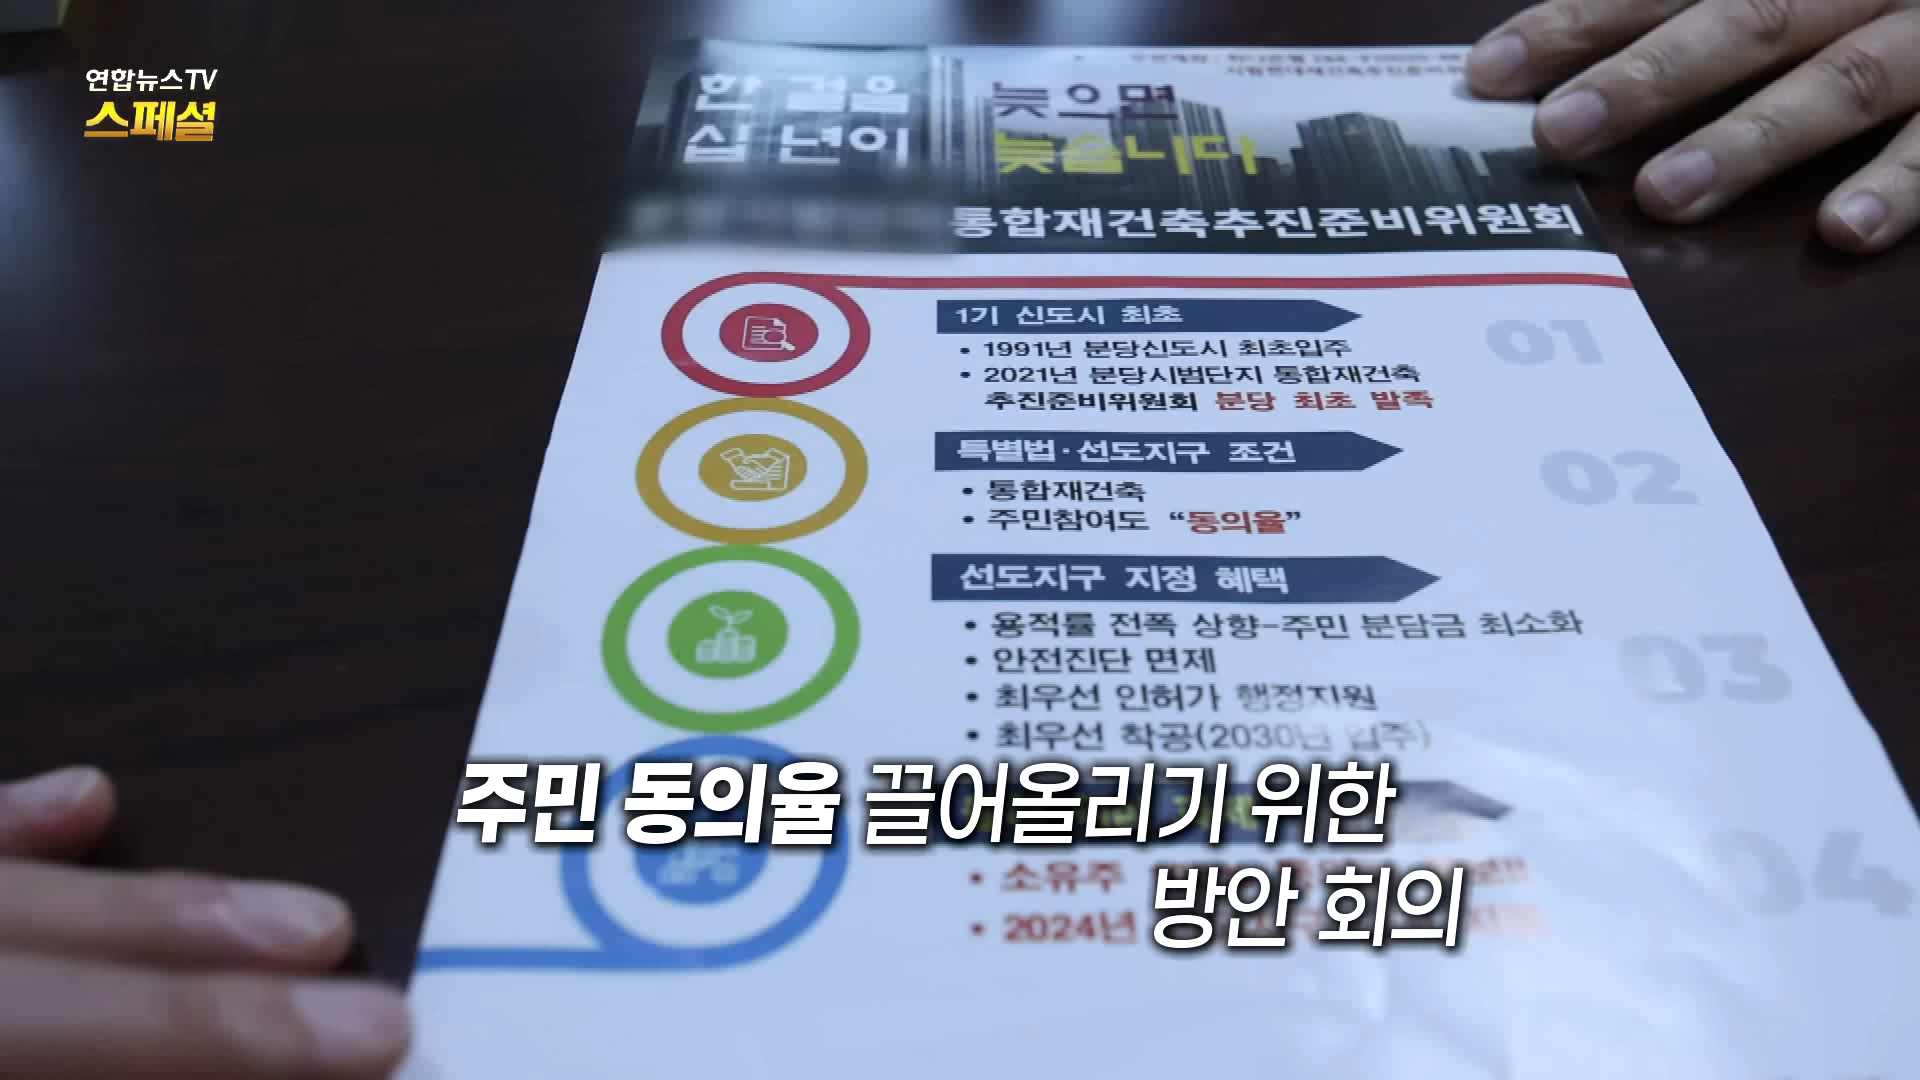 연합뉴스TV
스페셜
한 걸음
십 년이
늦으면
늦습니다
통합재건축추진준비위원회
1기 신도시 최초
01
• 1991년 분당신도시 최초입주
• 2021년 분당시범단지 통합재건축
추진준비위원회 분당 최초 발족
특별법·선도지구 조건
02
• 통합재건축
• 주민참여도 “동의율”
선도지구 지정 혜택
• 용적률 전폭 상향-주민 분담금 최소화
03
• 안전진단 면제
• 최우선 인허가 행정지원
• 최우선 착공(2030년 입주)
주민 동의율 끌어올리기 위한
방안 회의
04
• 소유주
• 2024년